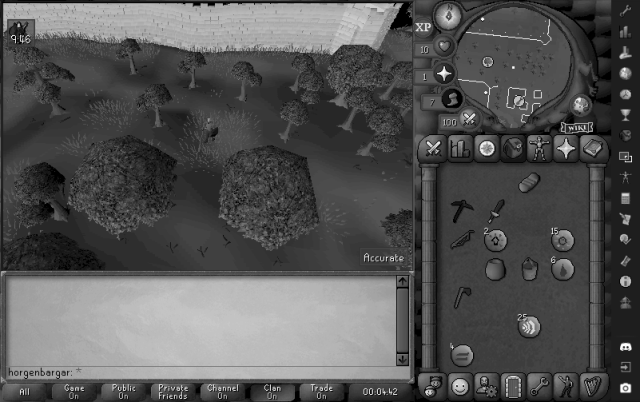 9.46
XP
10
1
7
100
WIKI
Accurate
2
15
6
25
4
horgenbargar: *
All
Game
On
Public
On
Private
Friends
Channel
On
Clan
On
Trade
On
00:04:42